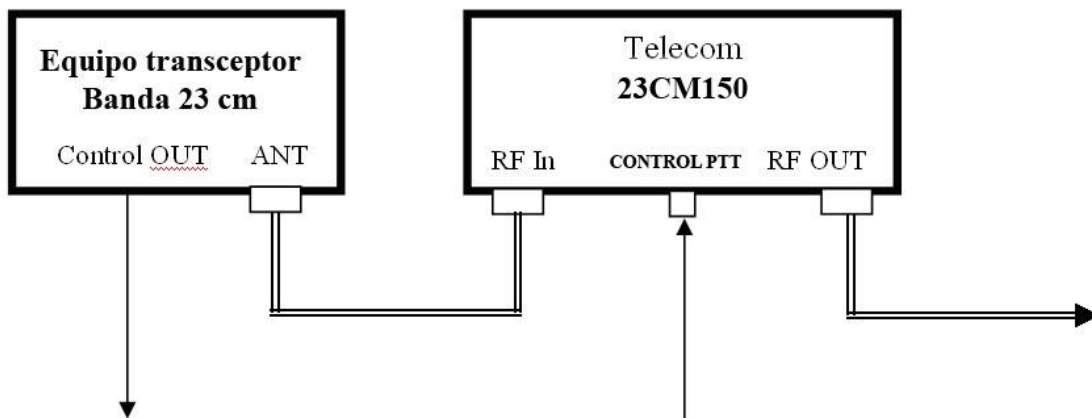 Equipo transceptor
Banda 23 cm
Control OUT
ANT
Telecom
23CM150
RF In
CONTROL PTT
RF OUT